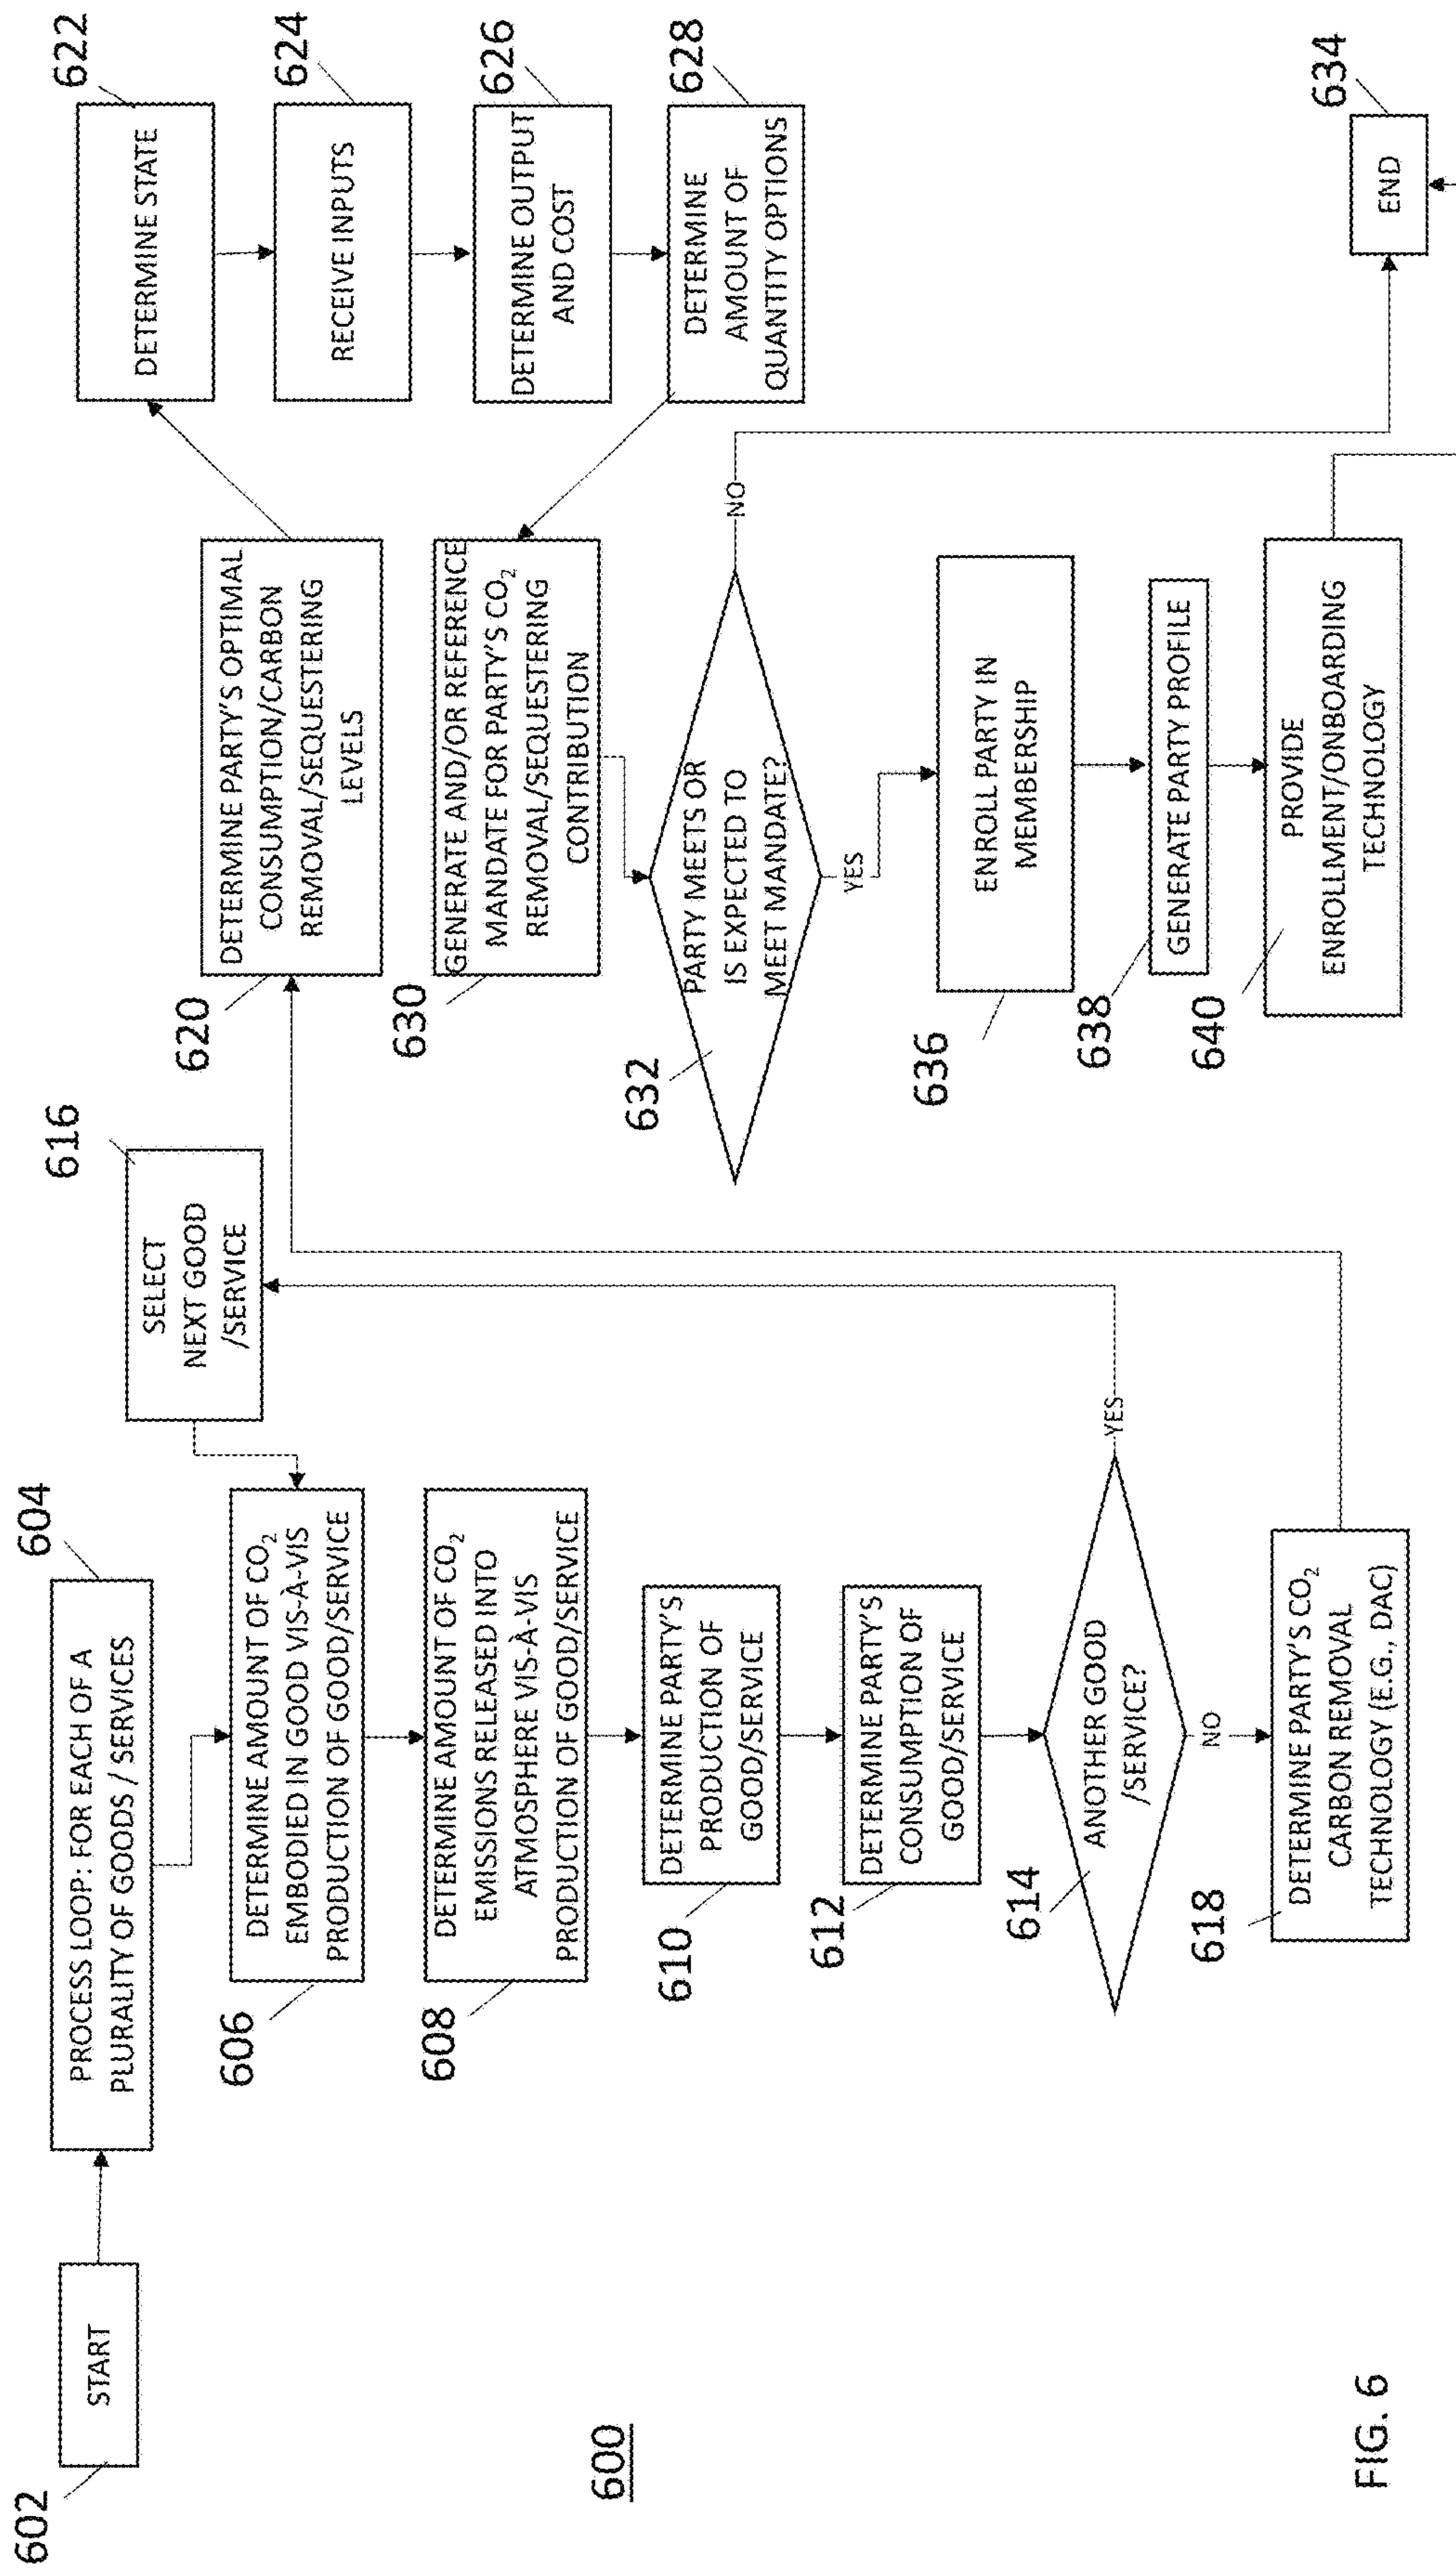 602
START
604
PROCESS LOOP: FOR EACH OF A
PLURALITY OF GOODS / SERVICES
606
DETERMINE AMOUNT OF CO₂
EMBODIED IN GOOD VIS-À-VIS
PRODUCTION OF GOOD/SERVICE
608
DETERMINE AMOUNT OF CO₂
EMISSIONS RELEASED INTO
ATMOSPHERE VIS-À-VIS
PRODUCTION OF GOOD/SERVICE
610
DETERMINE PARTY'S
PRODUCTION OF
GOOD/SERVICE
612
DETERMINE PARTY'S
CONSUMPTION OF
GOOD/SERVICE
614
ANOTHER GOOD
/SERVICE?
YES
NO
616
SELECT
NEXT GOOD
/SERVICE
618
DETERMINE PARTY'S CO₂
CARBON REMOVAL
TECHNOLOGY (E.G., DAC)
620
DETERMINE PARTY'S OPTIMAL
CONSUMPTION/CARBON
REMOVAL/SEQUESTERING
LEVELS
622
DETERMINE STATE
624
RECEIVE INPUTS
626
DETERMINE OUTPUT
AND COST
628
DETERMINE
AMOUNT OF
QUANTITY OPTIONS
630
GENERATE AND/OR REFERENCE
MANDATE FOR PARTY'S CO₂
REMOVAL/SEQUESTERING
CONTRIBUTION
632
PARTY MEETS OR
IS EXPECTED TO
MEET MANDATE?
NO
YES
634
END
636
ENROLL PARTY IN
MEMBERSHIP
638
GENERATE PARTY PROFILE
640
PROVIDE
ENROLLMENT/ONBOARDING
TECHNOLOGY
600
FIG. 6